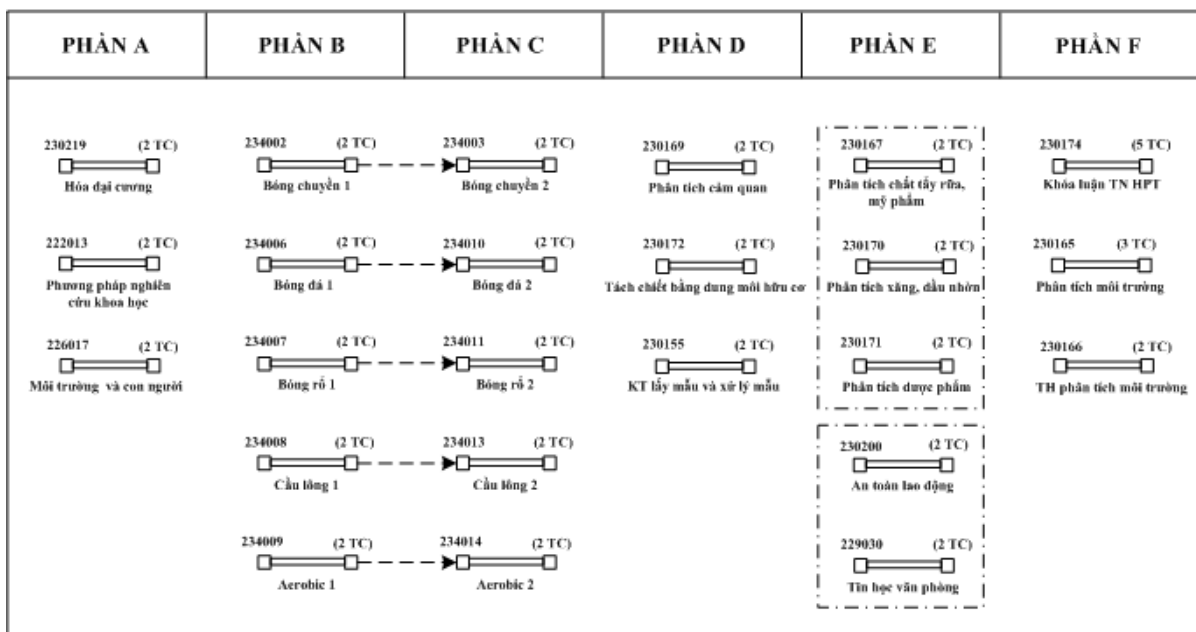 PHẦN A PHẦN B PHẦN C PHẦN D PHẦN E PHẦN F
230219 (2 TC) 234002 (2 TC) 234003 (2 TC) 230169 (2 TC) 230167 (2 TC) 230174 (5 TC)
Hóa đại cương Bóng chuyền 1 Bóng chuyền 2 Phân tích cảm quan Phân tích chất tẩy rữa, Khóa luận TN HPT
mỹ phẩm
222013 (2 TC) 234006 (2 TC) 234010 (2 TC) 230172 (2 TC) 230170 (2 TC) 230165 (3 TC)
Phương pháp nghiên Bóng đá 1 Bóng đá 2 Tách chiết bằng dung môi hữu cơ Phân tích xăng, dầu nhờn Phân tích môi trường
cứu khoa học
226017 (2 TC) 234007 (2 TC) 234011 (2 TC) 230155 (2 TC) 230171 (2 TC) 230166 (2 TC)
Môi trường và con người Bóng rổ 1 Bóng rổ 2 KT lấy mẫu và xử lý mẫu Phân tích dược phẩm TH phân tích môi trường
234008 (2 TC) 234013 (2 TC) 230200 (2 TC)
Cầu lông 1 Cầu lông 2 An toàn lao động
234009 (2 TC) 234014 (2 TC) 229030 (2 TC)
Aerobic 1 Aerobic 2 Tin học văn phòng